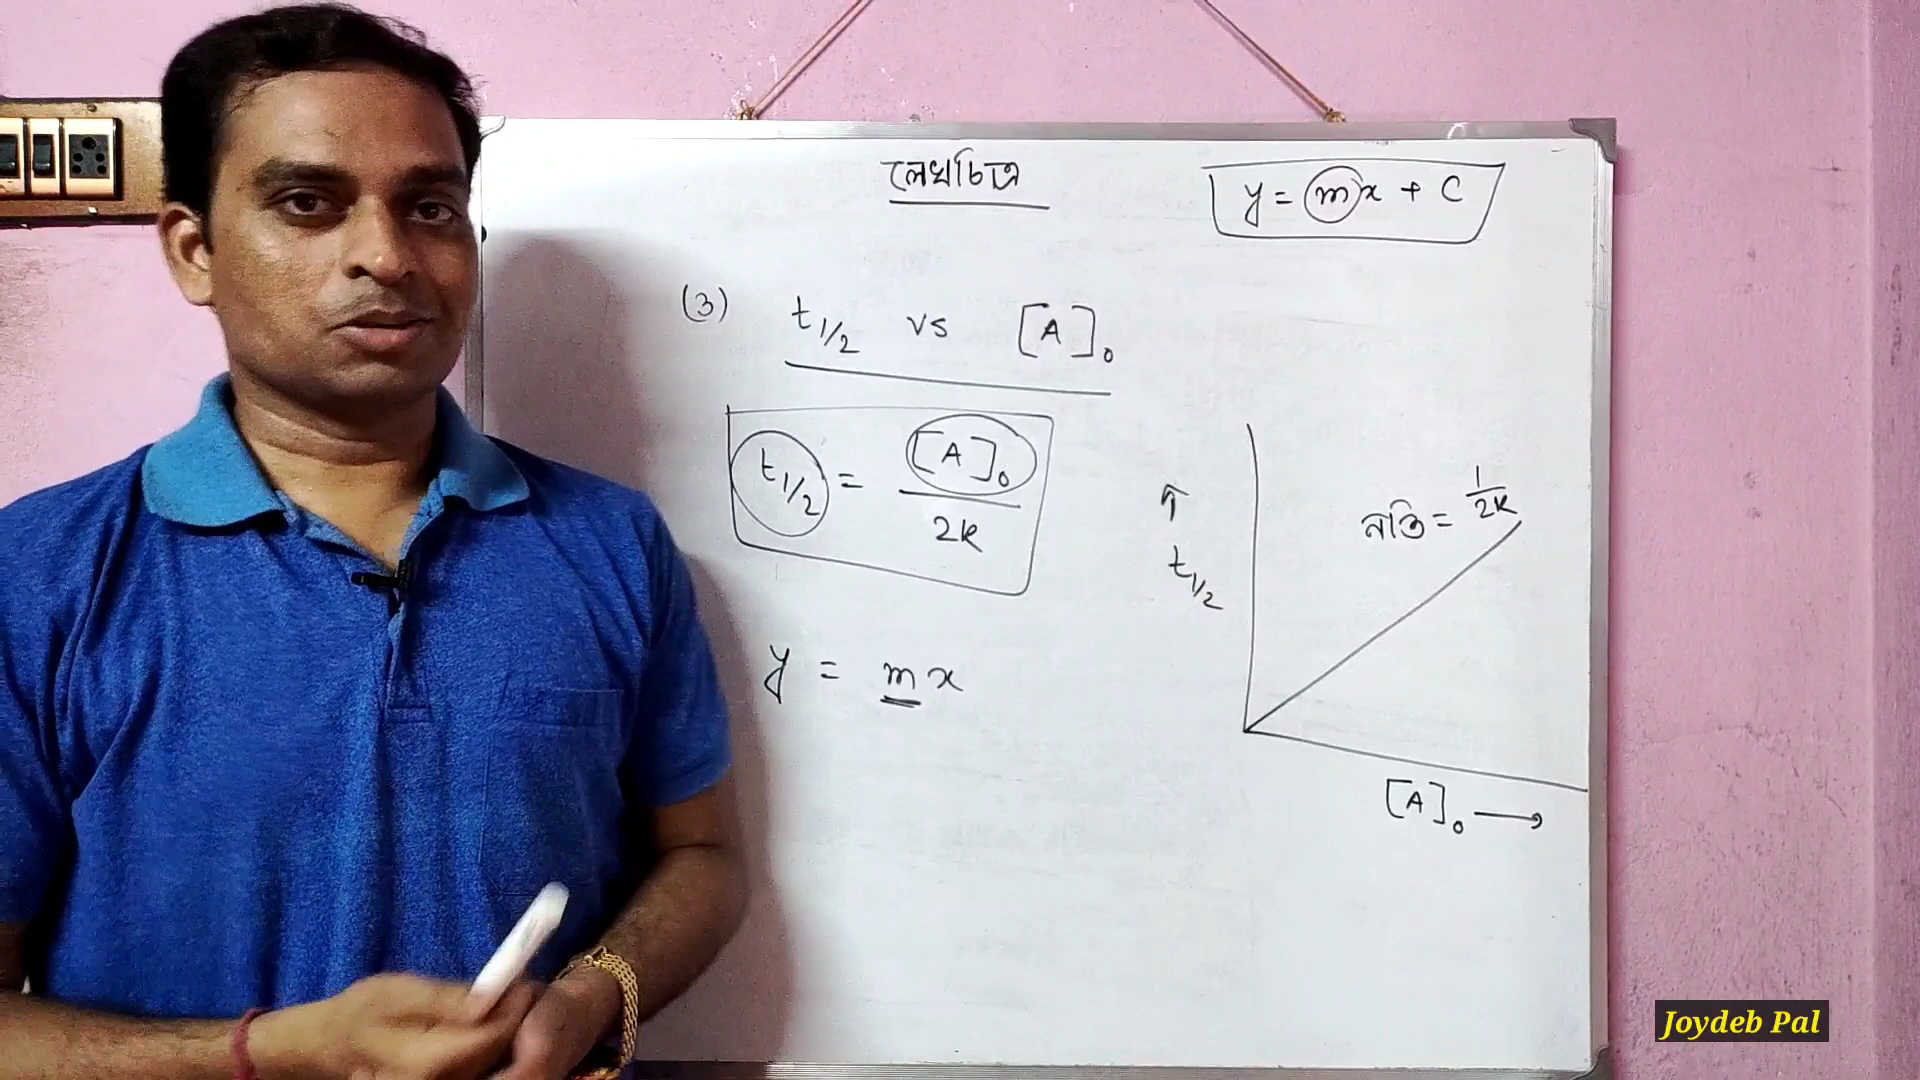 লেখচিত্র
y = mx + C
(3) t1/2 vs [A]0
t1/2 = [A]0 / 2k
y = mx
↑
t1/2
নতি = 1/2k
[A]0 →
Joydeb Pal